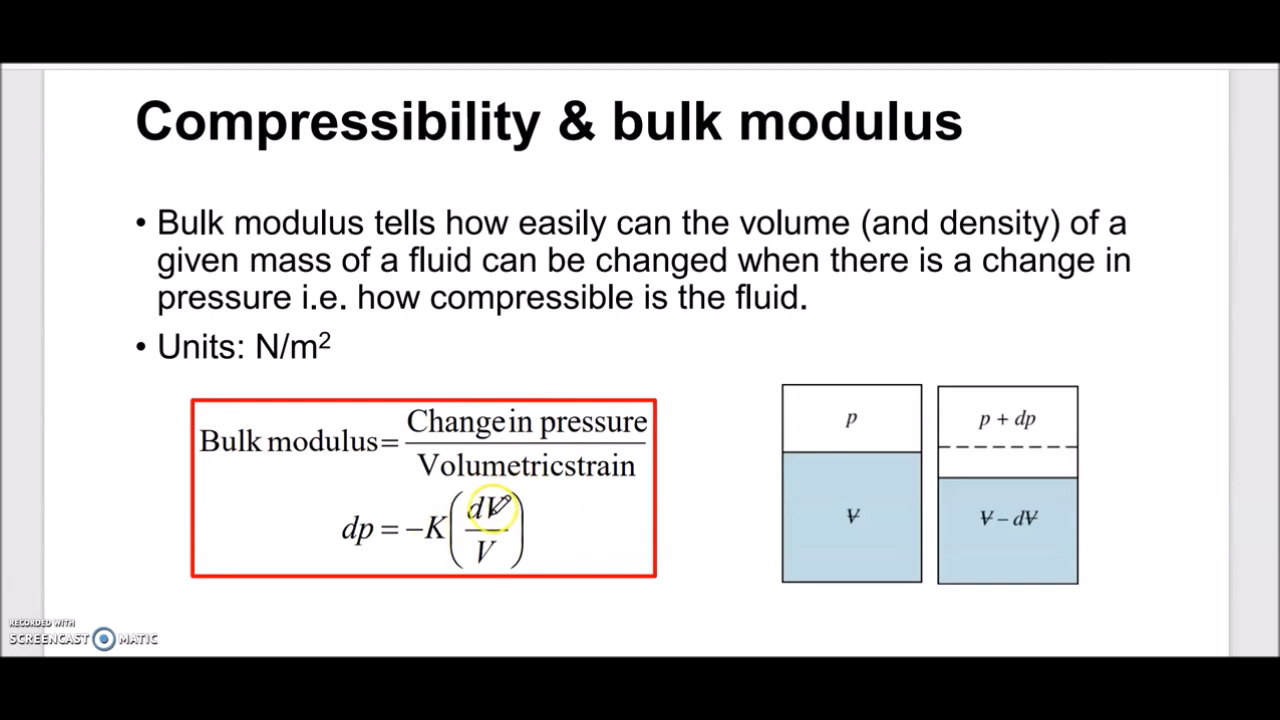 Compressibility & bulk modulus
• Bulk modulus tells how easily can the volume (and density) of a
given mass of a fluid can be changed when there is a change in
pressure i.e. how compressible is the fluid.
• Units: N/m²
Bulk modulus = Change in pressure / Volumetric strain
dp = −K(dV/V)
p
V
p + dp
V − dV
RECORDED WITH
SCREENCAST MATIC